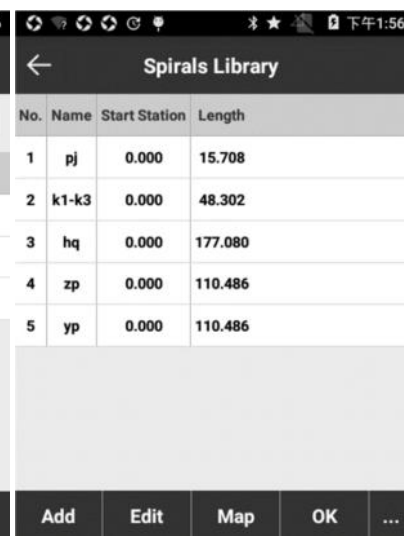 下午1:56
Spirals Library
No. Name Start Station Length
1 pj 0.000 15.708
2 k1-k3 0.000 48.302
3 hq 0.000 177.080
4 zp 0.000 110.486
5 yp 0.000 110.486
Add Edit Map OK ...